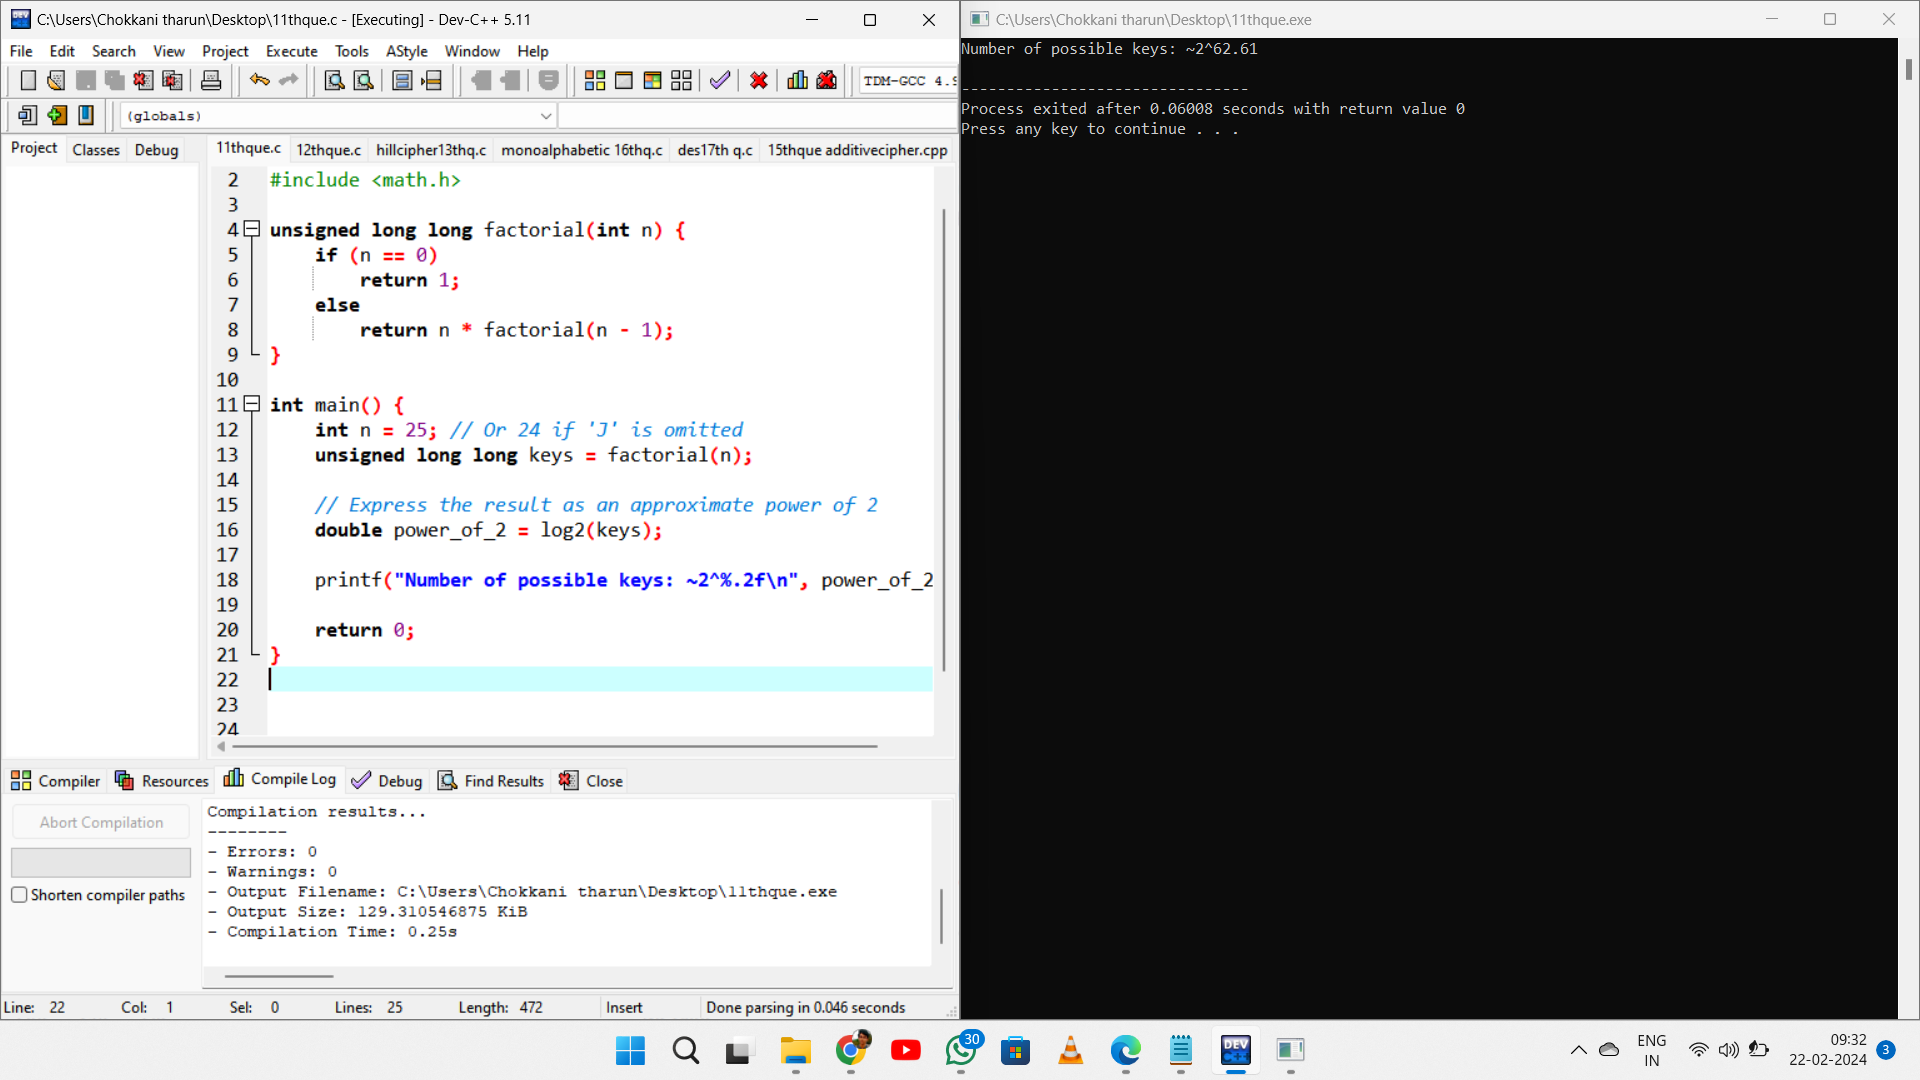 C:\Users\Chokkani tharun\Desktop\11thque.c - [Executing] - Dev-C++ 5.11
File Edit Search View Project Execute Tools AStyle Window Help
TDM-GCC 4.9
(globals)
Project Classes Debug
11thque.c 12thque.c hillcipher13thq.c monoalphabetic 16thq.c des17th q.c 15thque additivecipher.cpp
2 #include <math.h>
3
4 unsigned long long factorial(int n) {
5 if (n == 0)
6 return 1;
7 else
8 return n * factorial(n - 1);
9 }
10
11 int main() {
12 int n = 25; // Or 24 if 'J' is omitted
13 unsigned long long keys = factorial(n);
14
15 // Express the result as an approximate power of 2
16 double power_of_2 = log2(keys);
17
18 printf("Number of possible keys: ~2^%.2f\n", power_of_2
19
20 return 0;
21 }
22
23
24
Compiler Resources Compile Log Debug Find Results Close
Abort Compilation
Shorten compiler paths
Compilation results...
--------
- Errors: 0
- Warnings: 0
- Output Filename: C:\Users\Chokkani tharun\Desktop\11thque.exe
- Output Size: 129.310546875 KiB
- Compilation Time: 0.25s
Line: 22 Col: 1 Sel: 0 Lines: 25 Length: 472 Insert Done parsing in 0.046 seconds
C:\Users\Chokkani tharun\Desktop\11thque.exe
Number of possible keys: ~2^62.61
--------------------------------
Process exited after 0.06008 seconds with return value 0
Press any key to continue . . .
30
DEV
C++
ENG
IN
09:32
22-02-2024
3